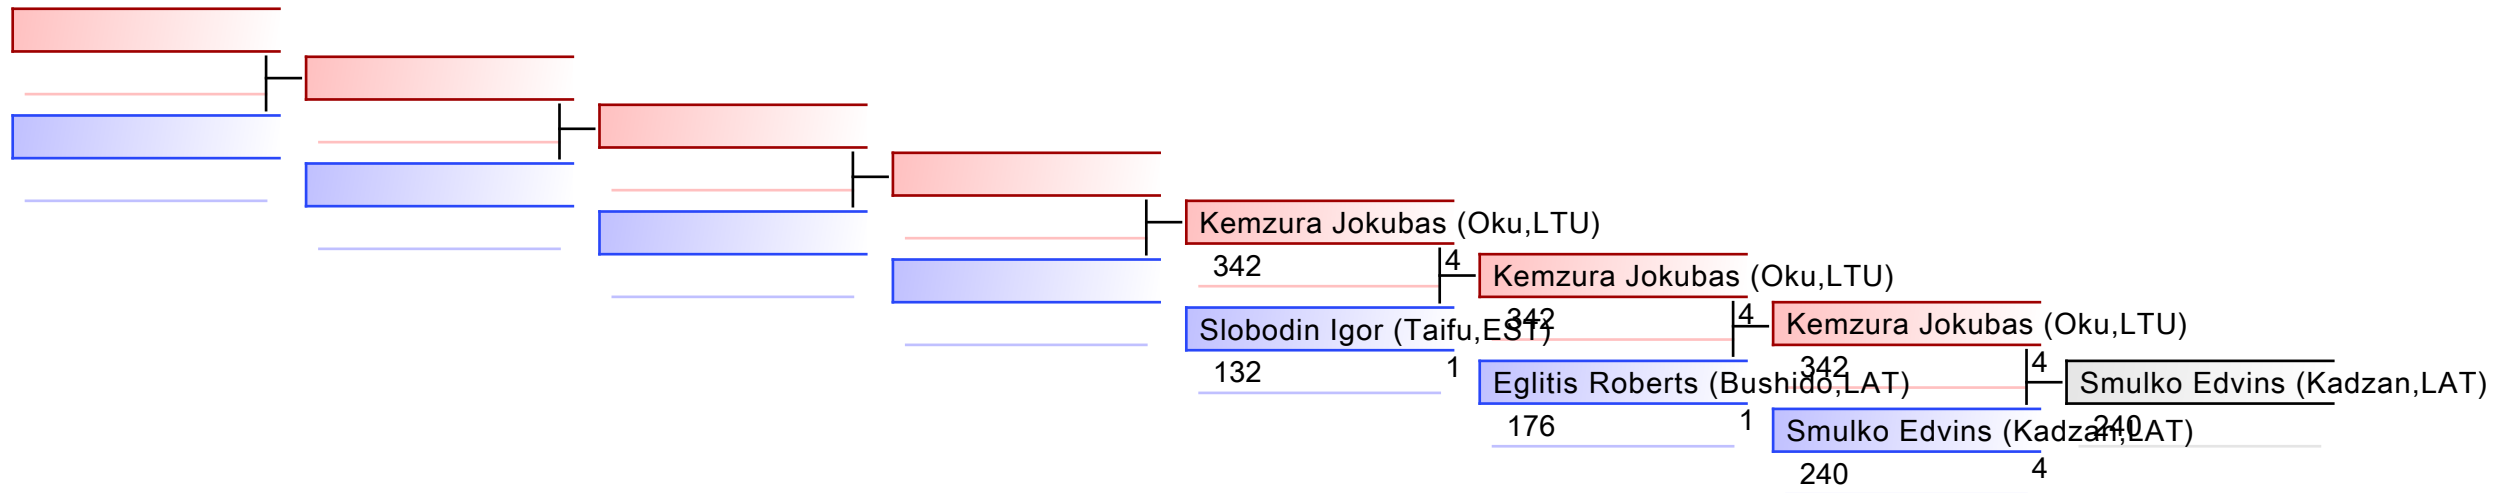 Kemzura Jokubas (Oku,LTU)
342
4
Slobodin Igor (Taifu,EST)
132
1
Kemzura Jokubas (Oku,LTU)
342
4
Eglitis Roberts (Bushido,LAT)
176
1
Kemzura Jokubas (Oku,LTU)
342
4
Smulko Edvins (Kadzan,LAT)
240
4
Smulko Edvins (Kadzan,LAT)
240